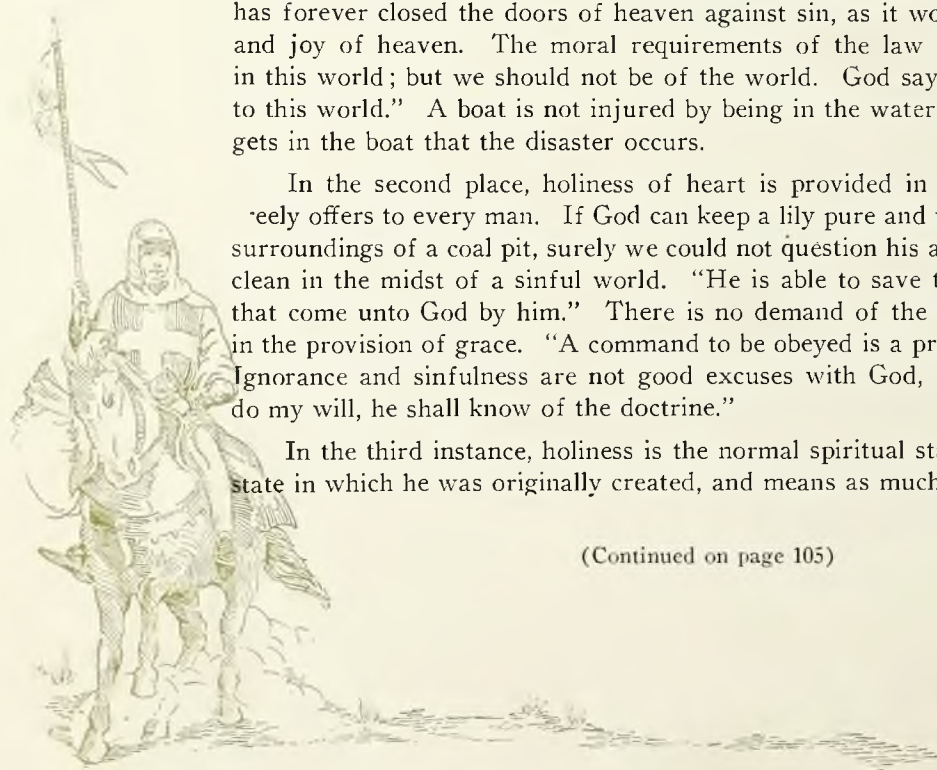 has forever closed the doors of heaven against sin, as it wo
and joy of heaven. The moral requirements of the law
in this world; but we should not be of the world. God say
to this world.” A boat is not injured by being in the water
gets in the boat that the disaster occurs.
In the second place, holiness of heart is provided in
eely offers to every man. If God can keep a lily pure and
surroundings of a coal pit, surely we could not question his a
clean in the midst of a sinful world. “He is able to save t
that come unto God by him.” There is no demand of the
in the provision of grace. “A command to be obeyed is a pr
Ignorance and sinfulness are not good excuses with God,
do my will, he shall know of the doctrine.”
In the third instance, holiness is the normal spiritual st
state in which he was originally created, and means as much
(Continued on page 105)